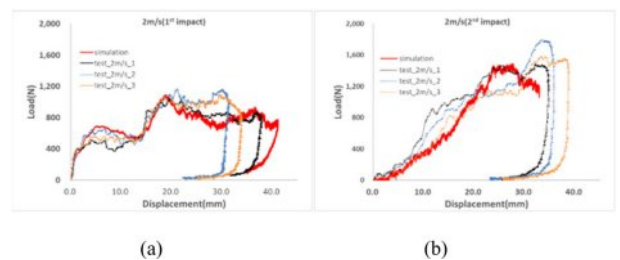 2m/s(1st impact)
Load(N)
1,600
1,200
800
400
0
simulation
test_2m/s_1
test_2m/s_2
test_2m/s_3
0.0 10.0 20.0 30.0 40.0
Displacement(mm)
(a)
2m/s(2nd impact)
Load(N)
2,000
1,600
1,200
800
400
0
simulation
test_2m/s_1
test_2m/s_2
test_2m/s_3
0.0 10.0 20.0 30.0 40.0
Displacement(mm)
(b)